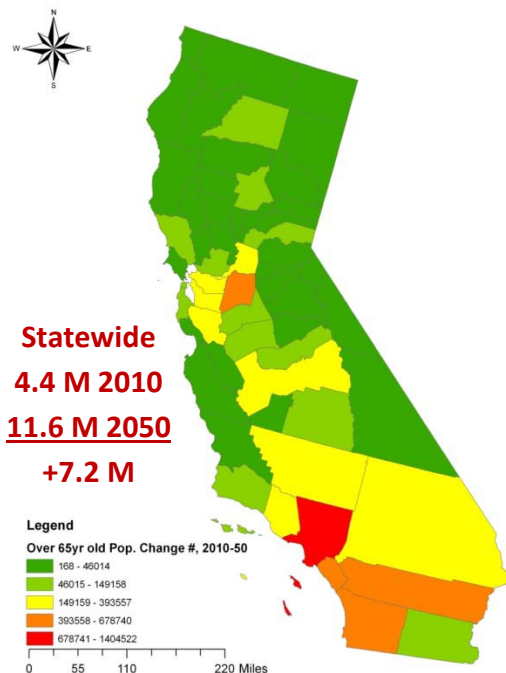 N
W E
S
Statewide
4.4 M 2010
11.6 M 2050
+7.2 M
Legend
Over 65yr old Pop. Change #, 2010-50
168 - 46014
46015 - 149158
149159 - 393557
393558 - 678740
678741 - 1404522
0 55 110 220 Miles